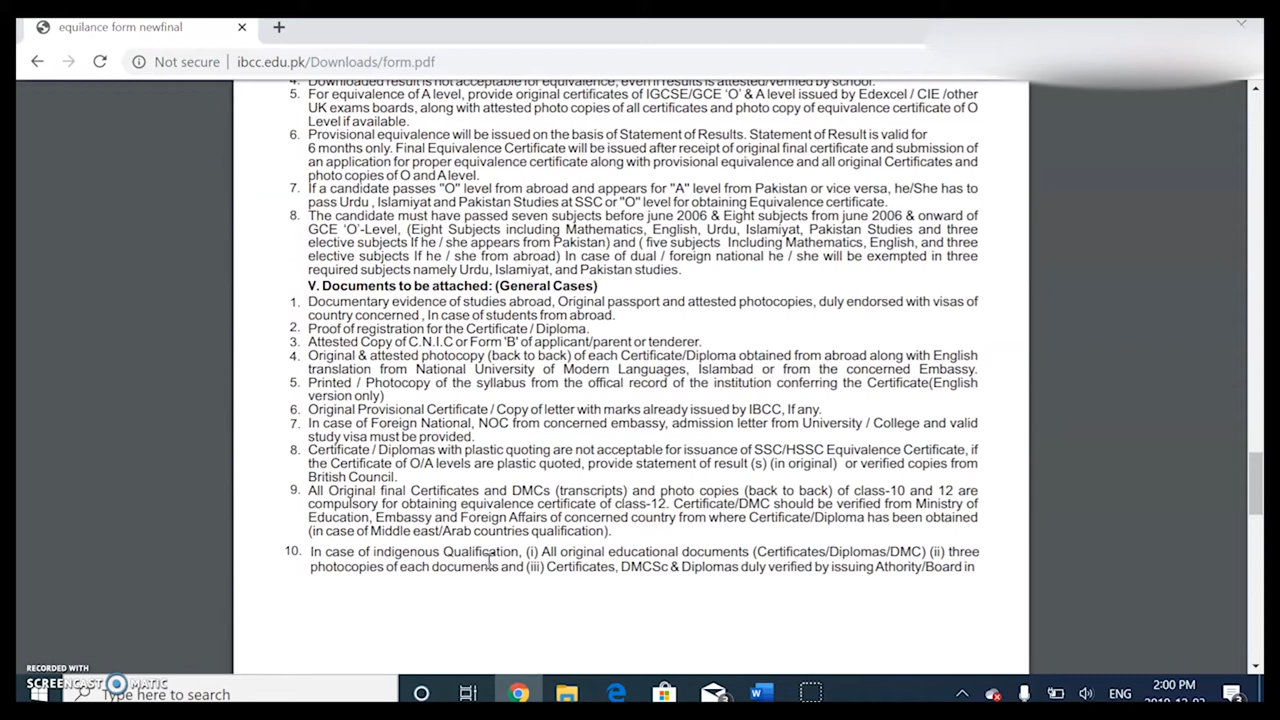 equilance form newfinal
Not secure
ibcc.edu.pk/Downloads/form.pdf
4. Downloaded result is not acceptable for equivalence, even if results is attested/verified by school.
5. For equivalence of A level, provide original certificates of IGCSE/GCE 'O' & A level issued by Edexcel / CIE /other
UK exams boards, along with attested photo copies of all certificates and photo copy of equivalence certificate of O
Level if available.
6. Provisional equivalence will be issued on the basis of Statement of Results. Statement of Result is valid for
6 months only. Final Equivalence Certificate will be issued after receipt of original final certificate and submission of
an application for proper equivalence certificate along with provisional equivalence and all original Certificates and
photo copies of O and A level.
7. If a candidate passes "O" level from abroad and appears for "A" level from Pakistan or vice versa, he/She has to
pass Urdu , Islamiyat and Pakistan Studies at SSC or "O" level for obtaining Equivalence certificate.
8. The candidate must have passed seven subjects before june 2006 & Eight subjects from june 2006 & onward of
GCE 'O'-Level, (Eight Subjects including Mathematics, English, Urdu, Islamiyat, Pakistan Studies and three
elective subjects If he / she appears from Pakistan) and ( five subjects Including Mathematics, English, and three
elective subjects If he / she from abroad) In case of dual / foreign national he / she will be exempted in three
required subjects namely Urdu, Islamiyat, and Pakistan studies.
V. Documents to be attached: (General Cases)
1. Documentary evidence of studies abroad, Original passport and attested photocopies, duly endorsed with visas of
country concerned , In case of students from abroad.
2. Proof of registration for the Certificate / Diploma.
3. Attested Copy of C.N.I.C or Form 'B' of applicant/parent or tenderer.
4. Original & attested photocopy (back to back) of each Certificate/Diploma obtained from abroad along with English
translation from National University of Modern Languages, Islambad or from the concerned Embassy.
5. Printed / Photocopy of the syllabus from the offical record of the institution conferring the Certificate(English
version only)
6. Original Provisional Certificate / Copy of letter with marks already issued by IBCC, If any.
7. In case of Foreign National, NOC from concerned embassy, admission letter from University / College and valid
study visa must be provided.
8. Certificate / Diplomas with plastic quoting are not acceptable for issuance of SSC/HSSC Equivalence Certificate, if
the Certificate of O/A levels are plastic quoted, provide statement of result (s) (in original) or verified copies from
British Council.
9. All Original final Certificates and DMCs (transcripts) and photo copies (back to back) of class-10 and 12 are
compulsory for obtaining equivalence certificate of class-12. Certificate/DMC should be verified from Ministry of
Education, Embassy and Foreign Affairs of concerned country from where Certificate/Diploma has been obtained
(in case of Middle east/Arab countries qualification).
10. In case of indigenous Qualification, (i) All original educational documents (Certificates/Diplomas/DMC) (ii) three
photocopies of each documents and (iii) Certificates, DMCSc & Diplomas duly verified by issuing Athority/Board in
RECORDED WITH
SCREENCAST MATIC
Type here to search
ENG
2:00 PM